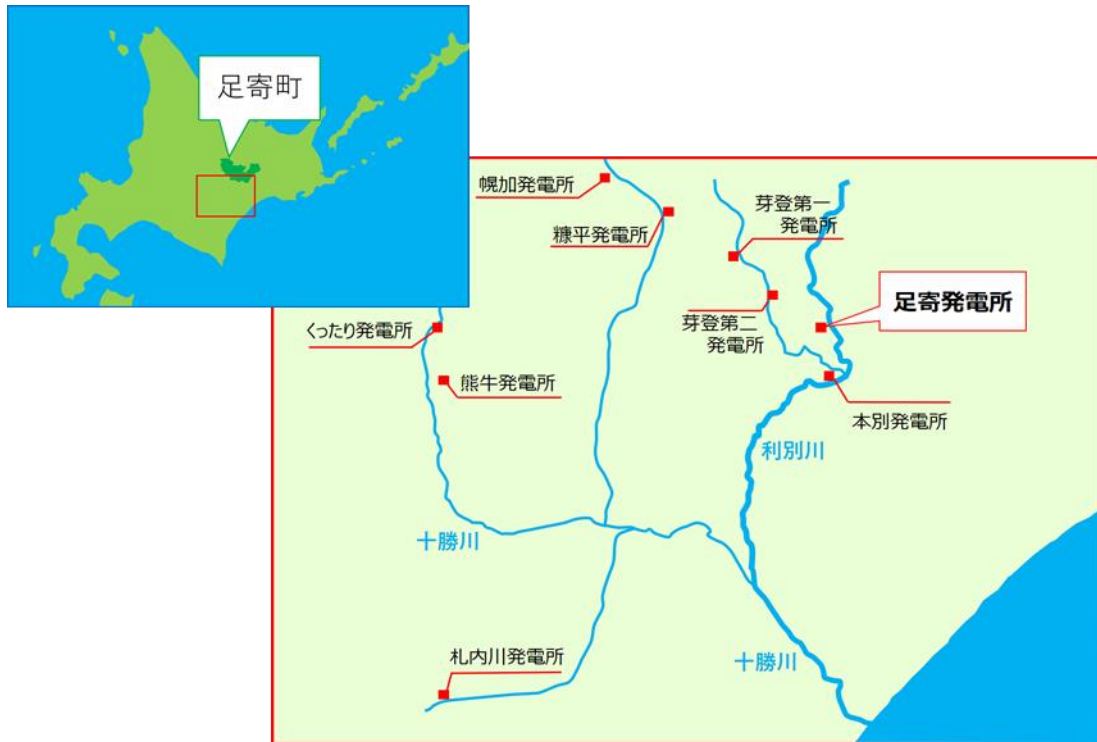 足寄町
幌加発電所
糠平発電所
芽登第一
発電所
足寄発電所
くったり発電所
芽登第二
発電所
熊牛発電所
本別発電所
利別川
十勝川
札内川発電所
十勝川